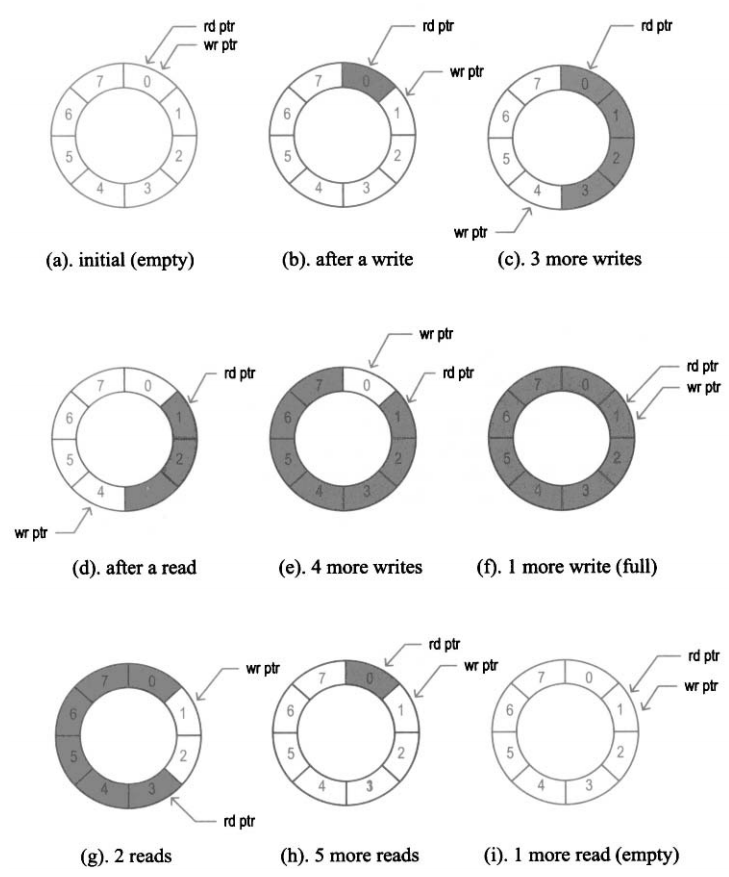 rd ptr
wr ptr
7 0
6 1
5 2
4 3
(a). initial (empty)
rd ptr
wr ptr
7 0
6 1
5 2
4 3
(b). after a write
rd ptr
7 0
6 1
5 2
4 3
wr ptr
(c). 3 more writes
rd ptr
7 0
6 1
5 2
4
wr ptr
(d). after a read
wr ptr
rd ptr
7 0
6 1
5 2
4 3
(e). 4 more writes
rd ptr
wr ptr
7 0
6 1
5 2
4 3
(f). 1 more write (full)
wr ptr
7 0
6 1
5 2
4 3
rd ptr
(g). 2 reads
rd ptr
wr ptr
7 0
6 1
5 2
4 3
(h). 5 more reads
rd ptr
wr ptr
7 0
6 1
5 2
4 3
(i). 1 more read (empty)